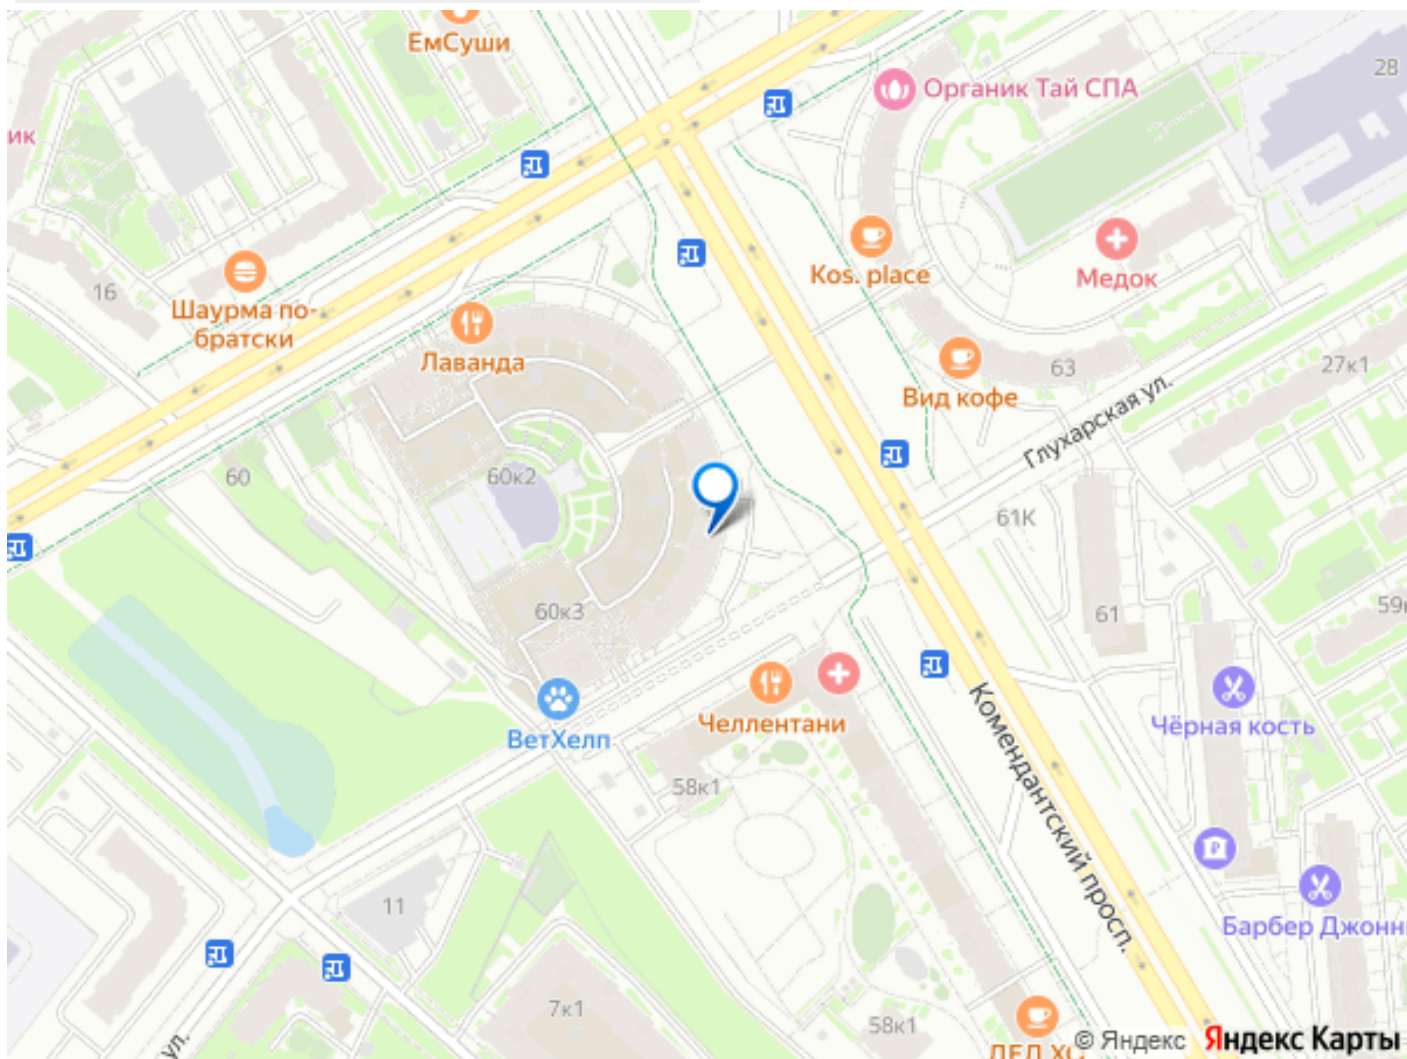 ЕмСуши
28
Органик Тай СПА
ик
Kos. place
Медок
16
Шаурма по-
братски
Лаванда
63
27к1
Вид кофе
Глухарская ул.
60
60к2
61К
60к3
61
59
Челлентани
Чёрная кость
ВетХелп
58к1
Комендантский просп.
11
Барбер Джонн
7к1
58к1
ул.
© Яндекс Яндекс Карты